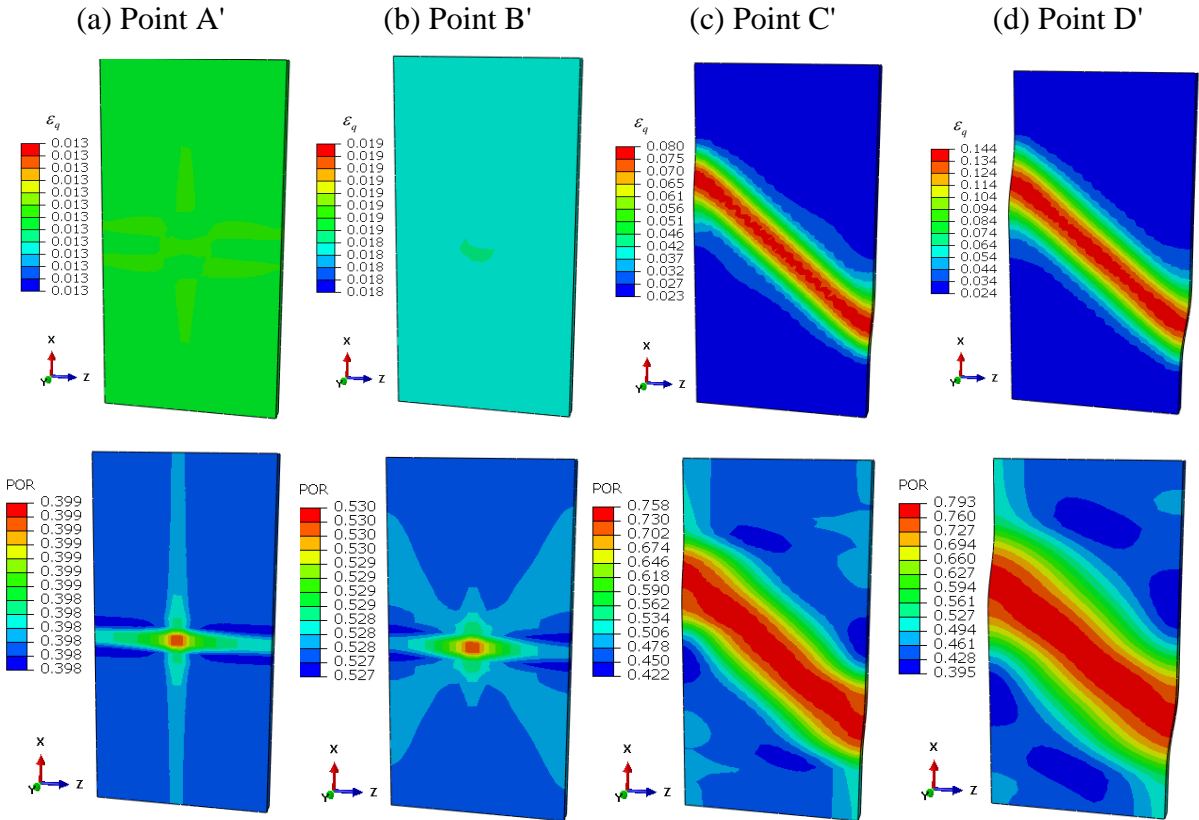 (a) Point A'
(b) Point B'
(c) Point C'
(d) Point D'
ε_q
0.013
0.013
0.013
0.013
0.013
0.013
0.013
0.013
0.013
0.013
0.013
0.013
0.013
X
Y
Z
ε_q
0.019
0.019
0.019
0.019
0.019
0.019
0.019
0.018
0.018
0.018
0.018
0.018
0.018
X
Y
Z
ε_q
0.080
0.075
0.070
0.065
0.061
0.056
0.051
0.046
0.042
0.037
0.032
0.027
0.023
X
Y
Z
ε_q
0.144
0.134
0.124
0.114
0.104
0.094
0.084
0.074
0.064
0.054
0.044
0.034
0.024
X
Y
Z
POR
0.399
0.399
0.399
0.399
0.399
0.399
0.399
0.398
0.398
0.398
0.398
0.398
0.398
X
Y
Z
POR
0.530
0.530
0.530
0.530
0.529
0.529
0.529
0.529
0.528
0.528
0.528
0.528
0.527
X
Y
Z
POR
0.758
0.730
0.702
0.674
0.646
0.618
0.590
0.562
0.534
0.506
0.478
0.450
0.422
X
Y
Z
POR
0.793
0.760
0.727
0.694
0.660
0.627
0.594
0.561
0.527
0.494
0.461
0.428
0.395
X
Y
Z